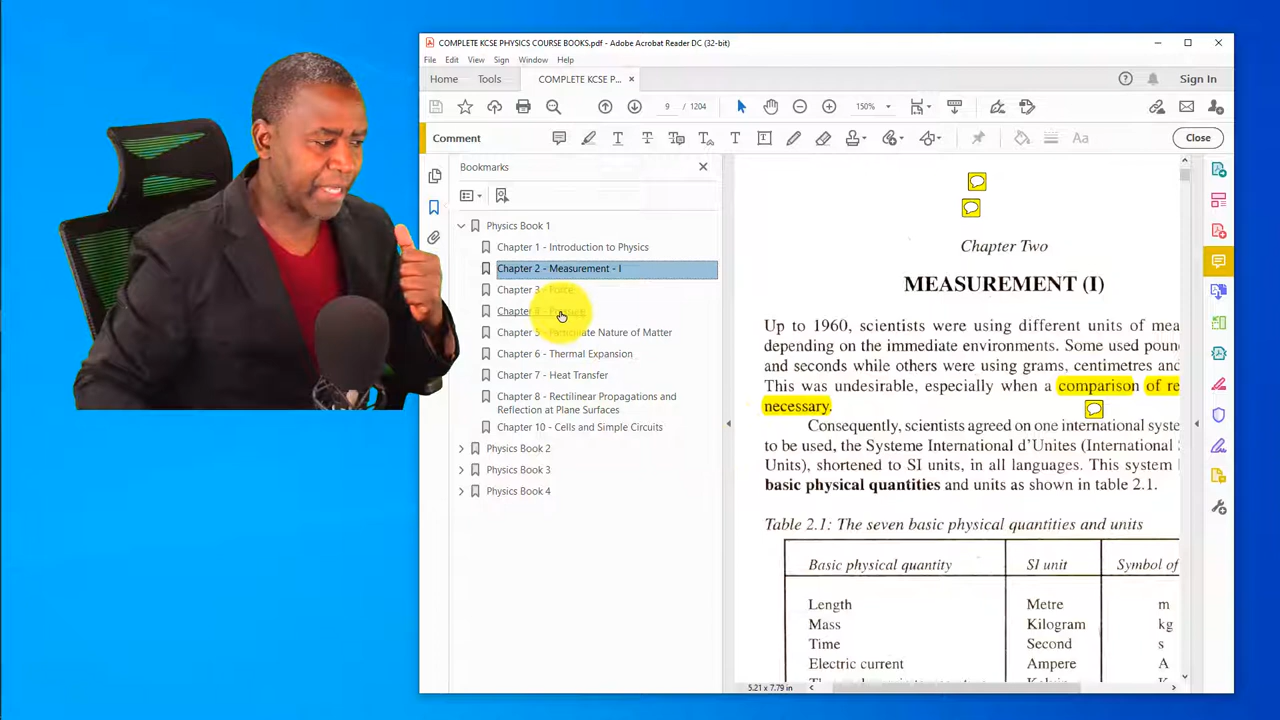 COMPLETE KCSE PHYSICS COURSE BOOKS.pdf - Adobe Acrobat Reader DC (32-bit)
File Edit View Sign Window Help
Home Tools COMPLETE KCSE P... × Sign In
9 / 1204 150%
Comment Close
Bookmarks
Physics Book 1
Chapter 1 - Introduction to Physics
Chapter 2 - Measurement - I
Chapter 3 - Force
Chapter
Chapter 5 - Particulate Nature of Matter
Chapter 6 - Thermal Expansion
Chapter 7 - Heat Transfer
Chapter 8 - Rectilinear Propagations and
Reflection at Plane Surfaces
Chapter 10 - Cells and Simple Circuits
Physics Book 2
Physics Book 3
Physics Book 4
Chapter Two
MEASUREMENT (I)
Up to 1960, scientists were using different units of mea
depending on the immediate environments. Some used poun
and seconds while others were using grams, centimetres and
This was undesirable, especially when a comparison of re
necessary.
Consequently, scientists agreed on one international syste
to be used, the Systeme International d'Unites (International S
Units), shortened to SI units, in all languages. This system l
basic physical quantities and units as shown in table 2.1.
Table 2.1: The seven basic physical quantities and units
Basic physical quantity SI unit Symbol of
Length Metre m
Mass Kilogram kg
Time Second s
Electric current Ampere A
5.21 x 7.79 in